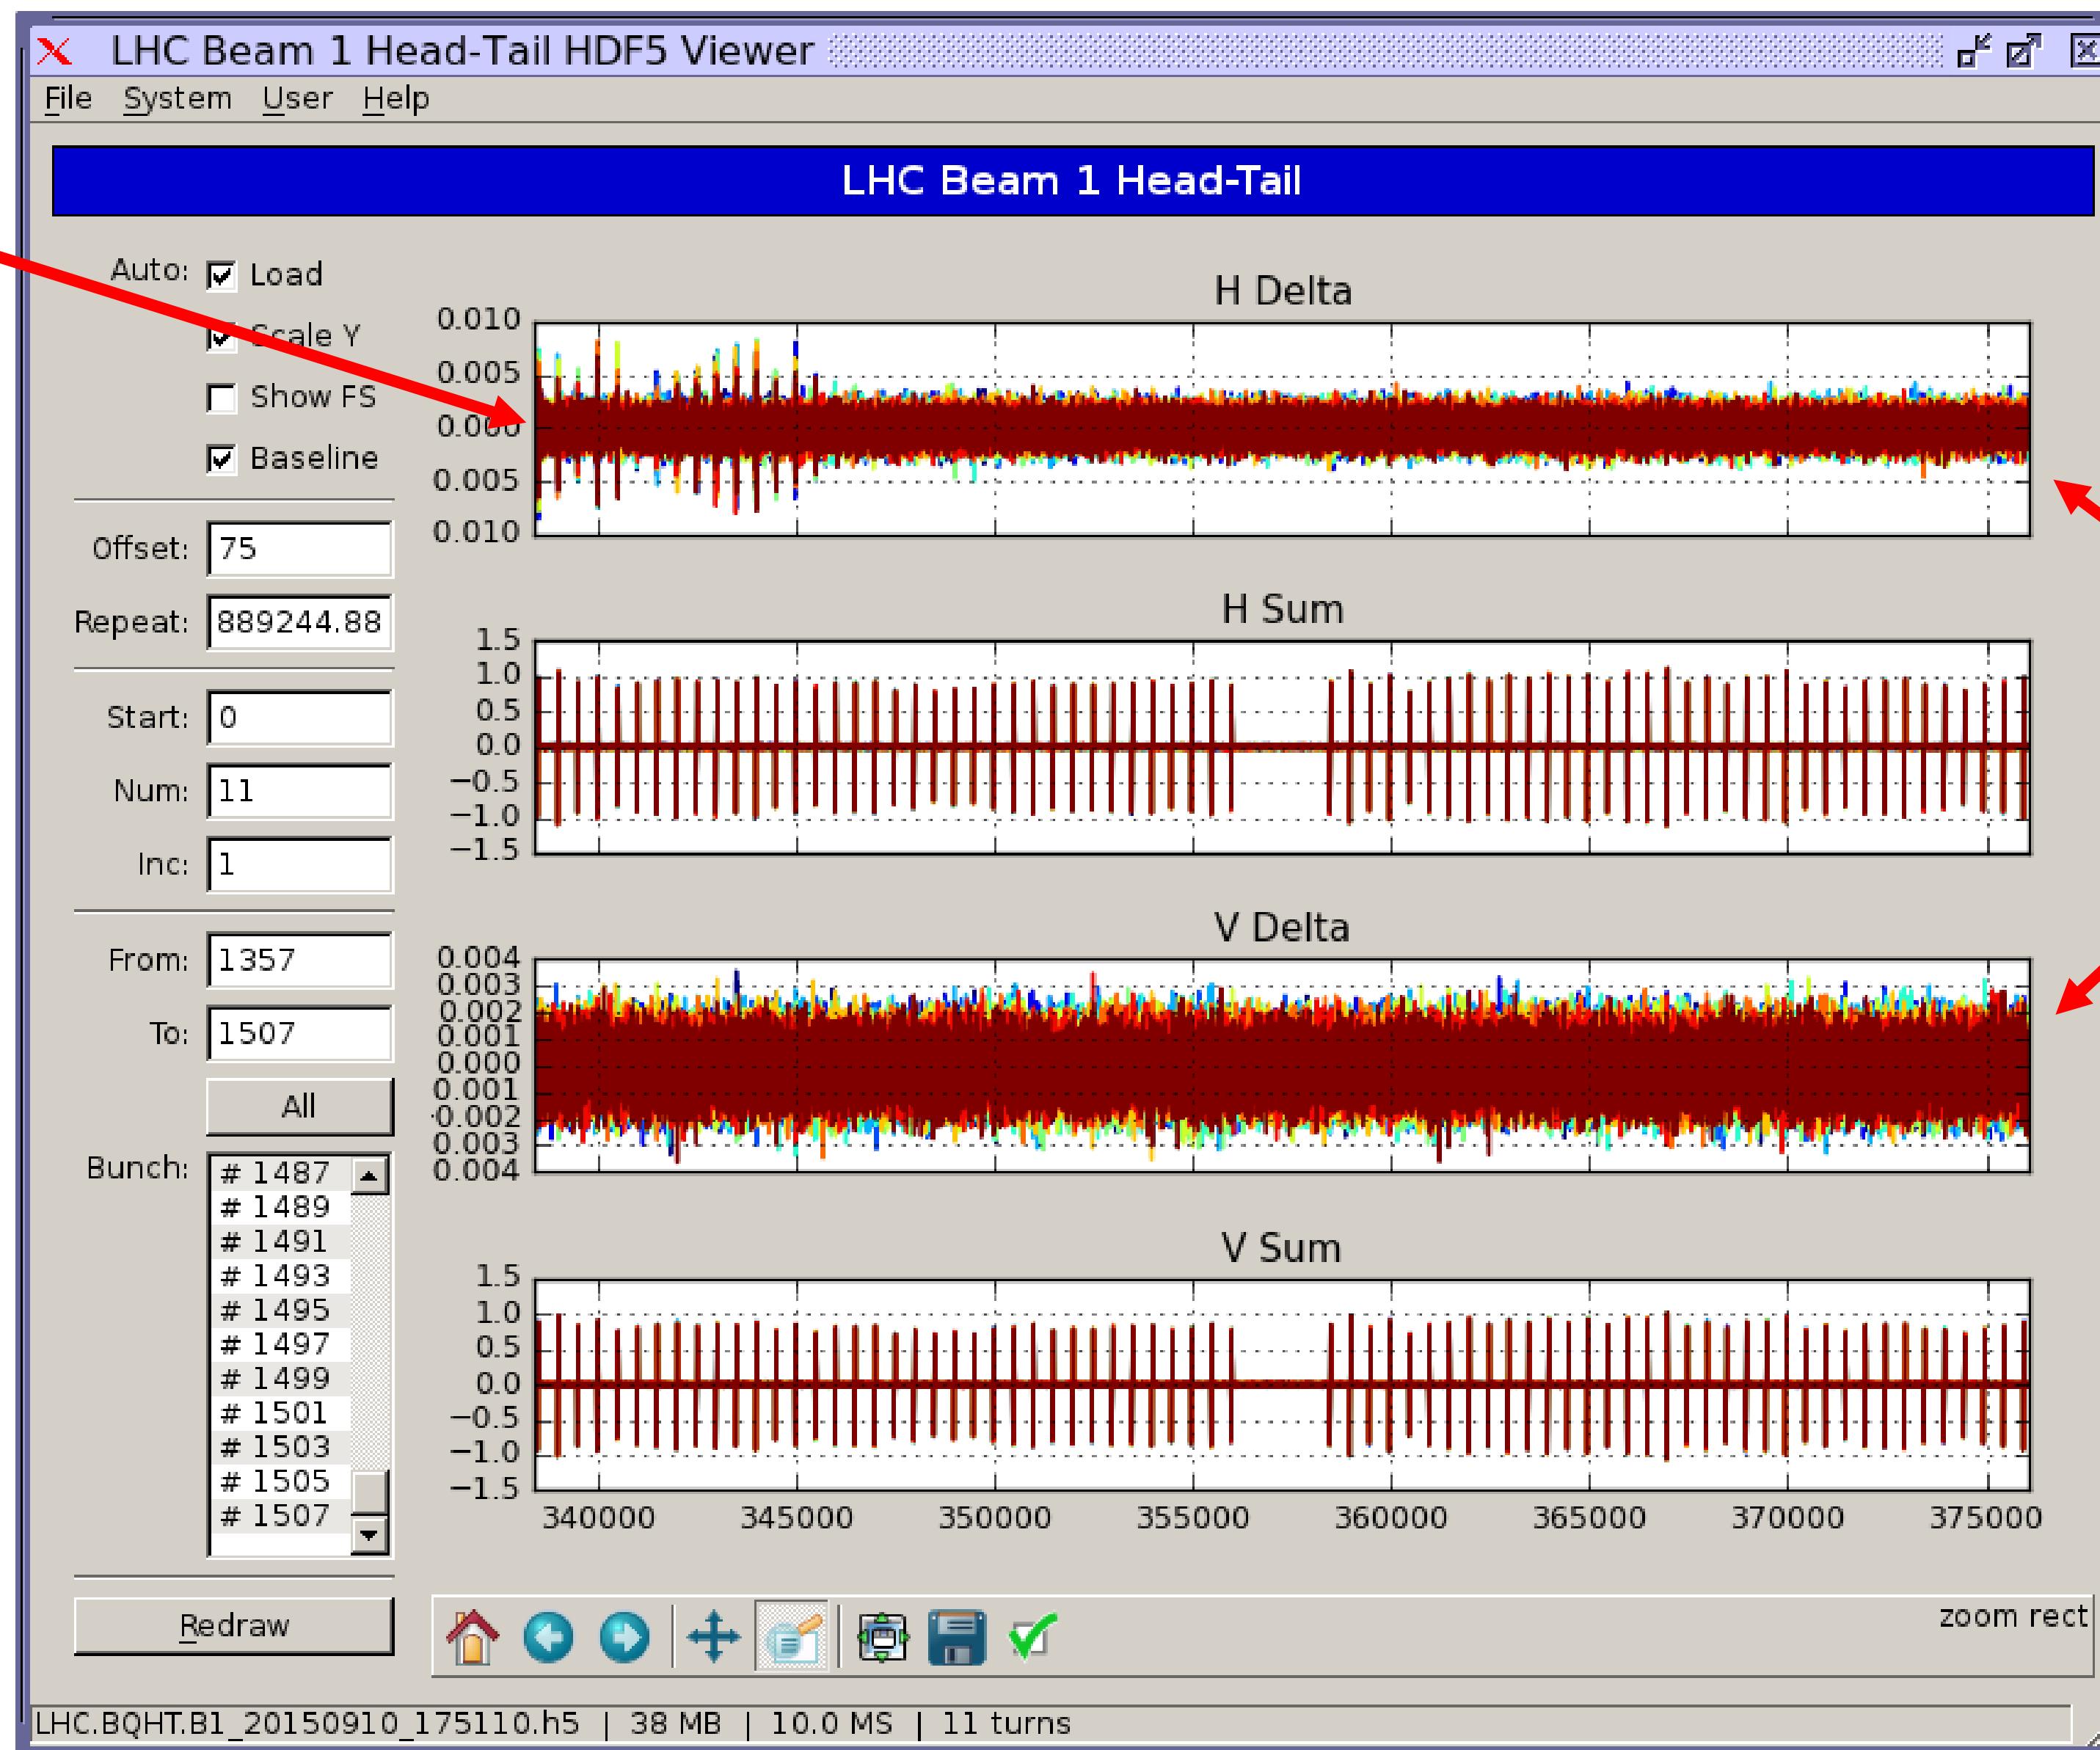 LHC Beam 1 Head-Tail HDF5 Viewer
File System User Help
LHC Beam 1 Head-Tail
Auto: Load
Scale Y
Show FS
Baseline
Offset: 75
Repeat: 889244.88
Start: 0
Num: 11
Inc: 1
From: 1357
To: 1507
All
Bunch: # 1487
# 1489
# 1491
# 1493
# 1495
# 1497
# 1499
# 1501
# 1503
# 1505
# 1507
Redraw
H Delta
0.010
0.005
0.000
0.005
0.010
H Sum
1.5
1.0
0.5
0.0
−0.5
−1.0
−1.5
V Delta
0.004
0.003
0.002
0.001
0.000
0.001
-0.002
0.003
0.004
V Sum
1.5
1.0
0.5
0.0
−0.5
−1.0
−1.5
340000 345000 350000 355000 360000 365000 370000 375000
zoom rect
LHC.BQHT.B1_20150910_175110.h5 | 38 MB | 10.0 MS | 11 turns